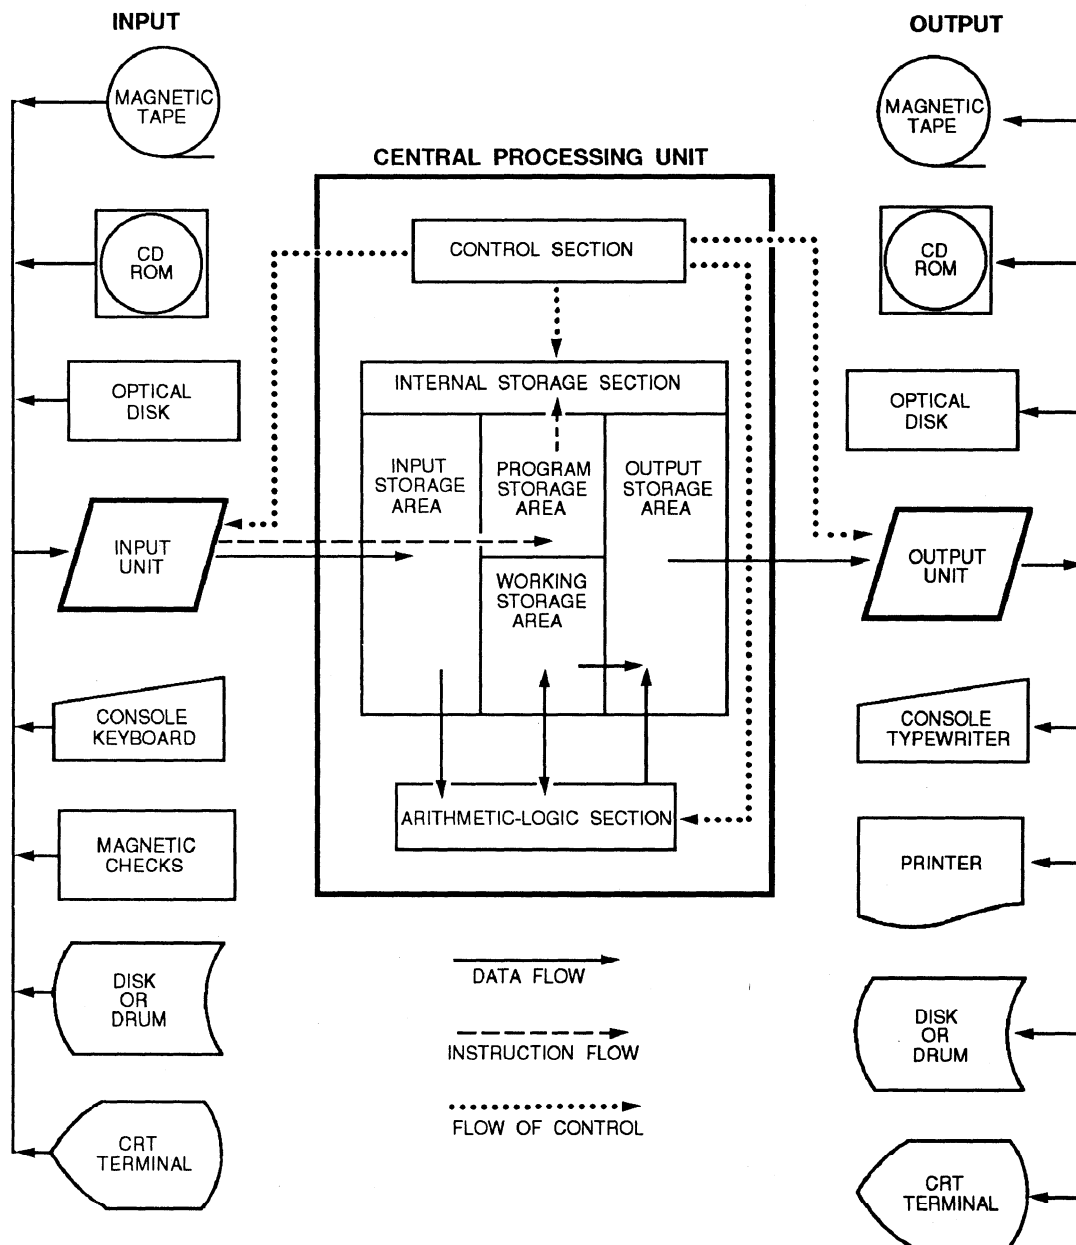 INPUT
MAGNETIC
TAPE
CD
ROM
OPTICAL
DISK
INPUT
UNIT
CONSOLE
KEYBOARD
MAGNETIC
CHECKS
DISK
OR
DRUM
CRT
TERMINAL
CENTRAL PROCESSING UNIT
CONTROL SECTION
INTERNAL STORAGE SECTION
INPUT
STORAGE
AREA
PROGRAM
STORAGE
AREA
OUTPUT
STORAGE
AREA
WORKING
STORAGE
AREA
ARITHMETIC-LOGIC SECTION
DATA FLOW
INSTRUCTION FLOW
FLOW OF CONTROL
OUTPUT
MAGNETIC
TAPE
CD
ROM
OPTICAL
DISK
OUTPUT
UNIT
CONSOLE
TYPEWRITER
PRINTER
DISK
OR
DRUM
CRT
TERMINAL